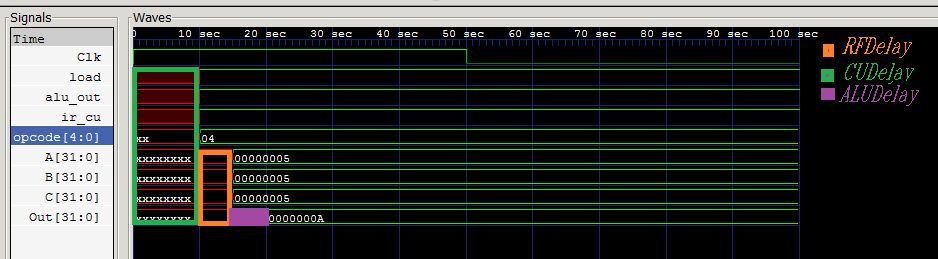 Signals
Waves
Time
0 10 sec 20 sec 30 sec 40 sec 50 sec 60 sec 70 sec 80 sec 90 sec 100 sec
Clk
load
alu_out
ir_cu
opcode[4:0] xx 04
A[31:0] xxxxxxxx 00000005
B[31:0] xxxxxxxx 00000005
C[31:0] xxxxxxxx 00000005
Out[31:0] xxxxxxxx 0000000A
RFDelay
CUDelay
ALUDelay